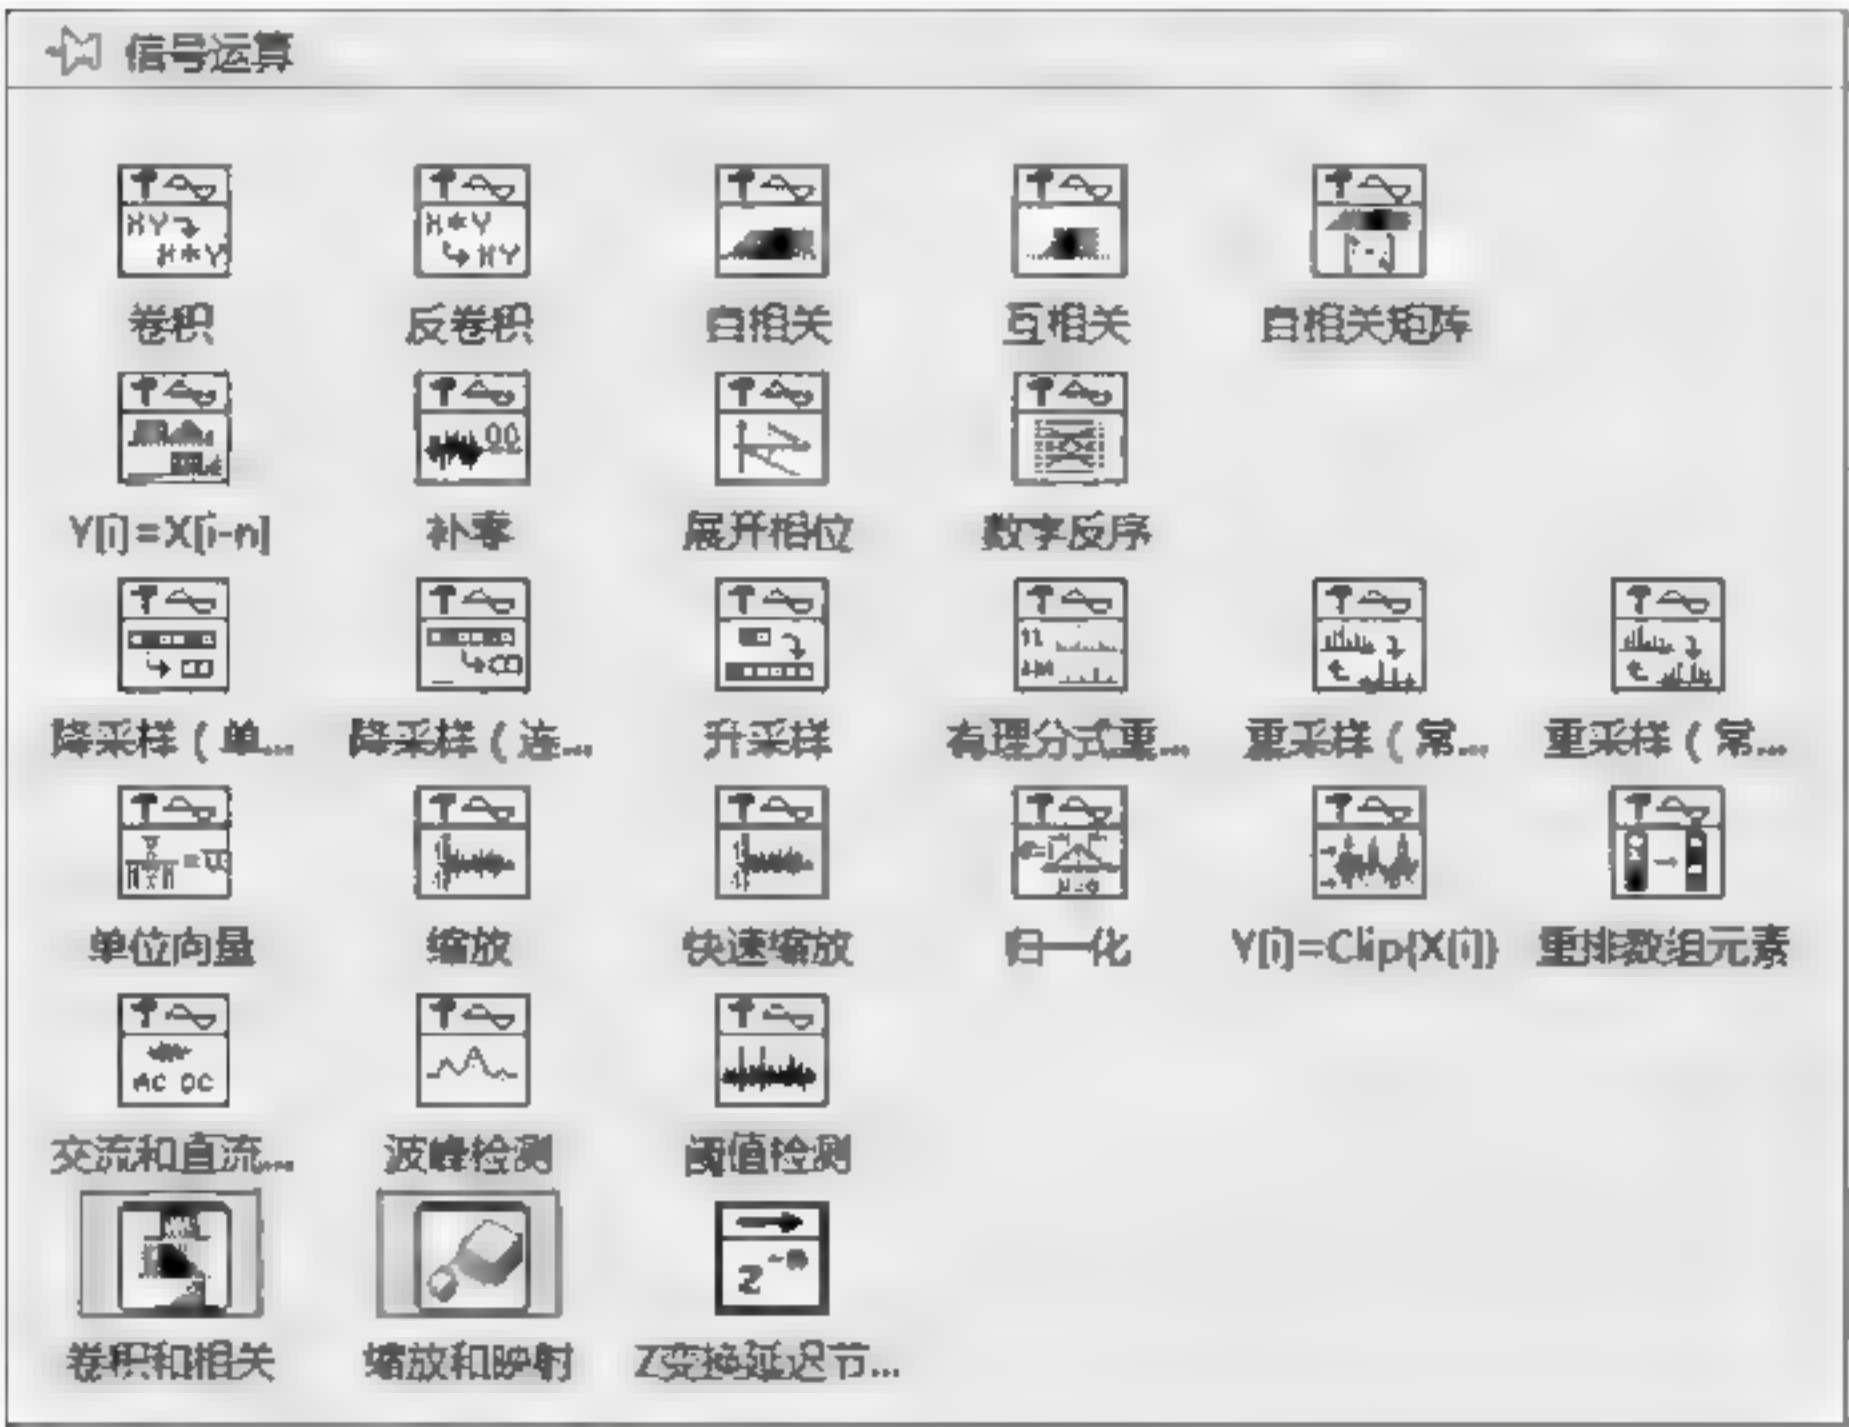 信号运算
卷积 反卷积 自相关 互相关 自相关矩阵
Y[i]=X[i-n] 补零 展开相位 数字反序
降采样（单... 降采样（连... 升采样 有理分式重... 重采样（常... 重采样（常...
单位向量 缩放 快速缩放 归一化 Y[i]=Clip{X[i]} 重排数组元素
AC DC
交流和直流... 波峰检测 阈值检测
卷积和相关 缩放和映射 Z变换延迟节...